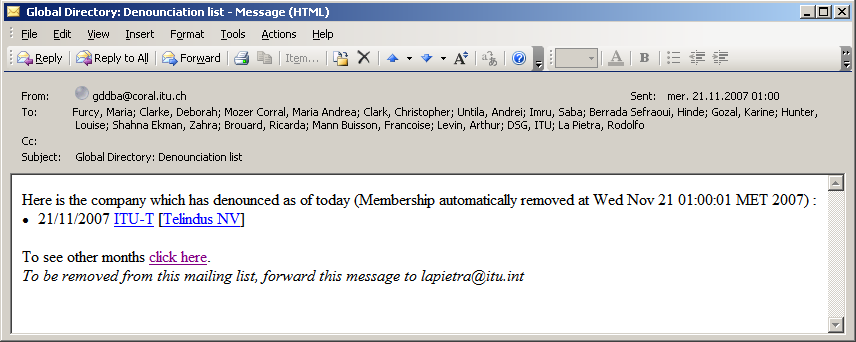 Global Directory: Denounciation list - Message (HTML)
File Edit View Insert Format Tools Actions Help
Reply Reply to All Forward Item... A B
From: gddba@coral.itu.ch Sent: mer. 21.11.2007 01:00
To: Furcy, Maria; Clarke, Deborah; Mozer Corral, Maria Andrea; Clark, Christopher; Untila, Andrei; Imru, Saba; Berrada Sefraoui, Hinde; Gozal, Karine; Hunter,
Louise; Shahna Ekman, Zahra; Brouard, Ricarda; Mann Buisson, Francoise; Levin, Arthur; DSG, ITU; La Pietra, Rodolfo
Cc:
Subject: Global Directory: Denounciation list
Here is the company which has denounced as of today (Membership automatically removed at Wed Nov 21 01:00:01 MET 2007) :
• 21/11/2007 ITU-T [Telindus NV]
To see other months click here.
To be removed from this mailing list, forward this message to lapietra@itu.int